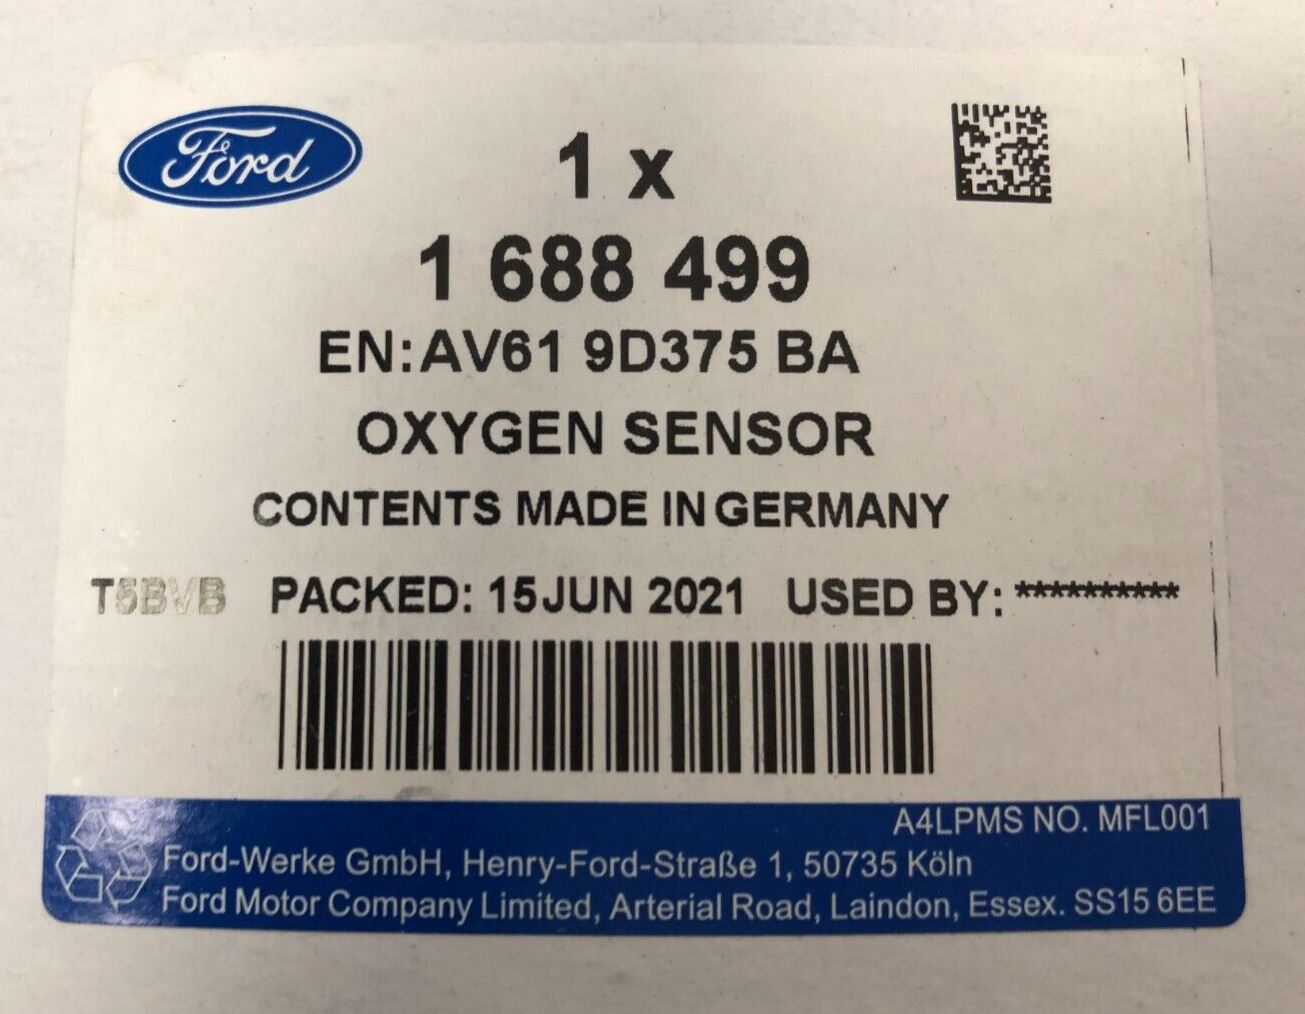 Ford
1 x
1 688 499
EN:AV61 9D375 BA
OXYGEN SENSOR
CONTENTS MADE IN GERMANY
T5BVB PACKED: 15JUN 2021 USED BY: **********
A4LPMS NO. MFL001
Ford-Werke GmbH, Henry-Ford-Straße 1, 50735 Köln
Ford Motor Company Limited, Arterial Road, Laindon, Essex. SS15 6EE